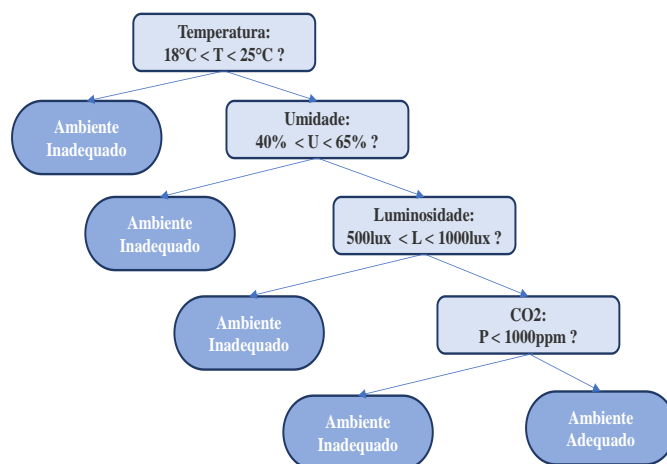 Temperatura:
18°C < T < 25°C ?
Ambiente
Inadequado
Umidade:
40% < U < 65% ?
Ambiente
Inadequado
Luminosidade:
500lux < L < 1000lux ?
Ambiente
Inadequado
CO2:
P < 1000ppm ?
Ambiente
Inadequado
Ambiente
Adequado